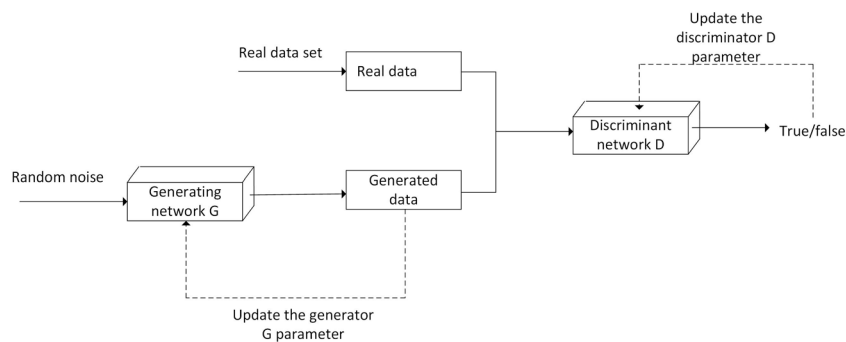 Update the
discriminator D
parameter
Real data set
Real data
Discriminant
network D
True/false
Random noise
Generating
network G
Generated
data
Update the generator
G parameter